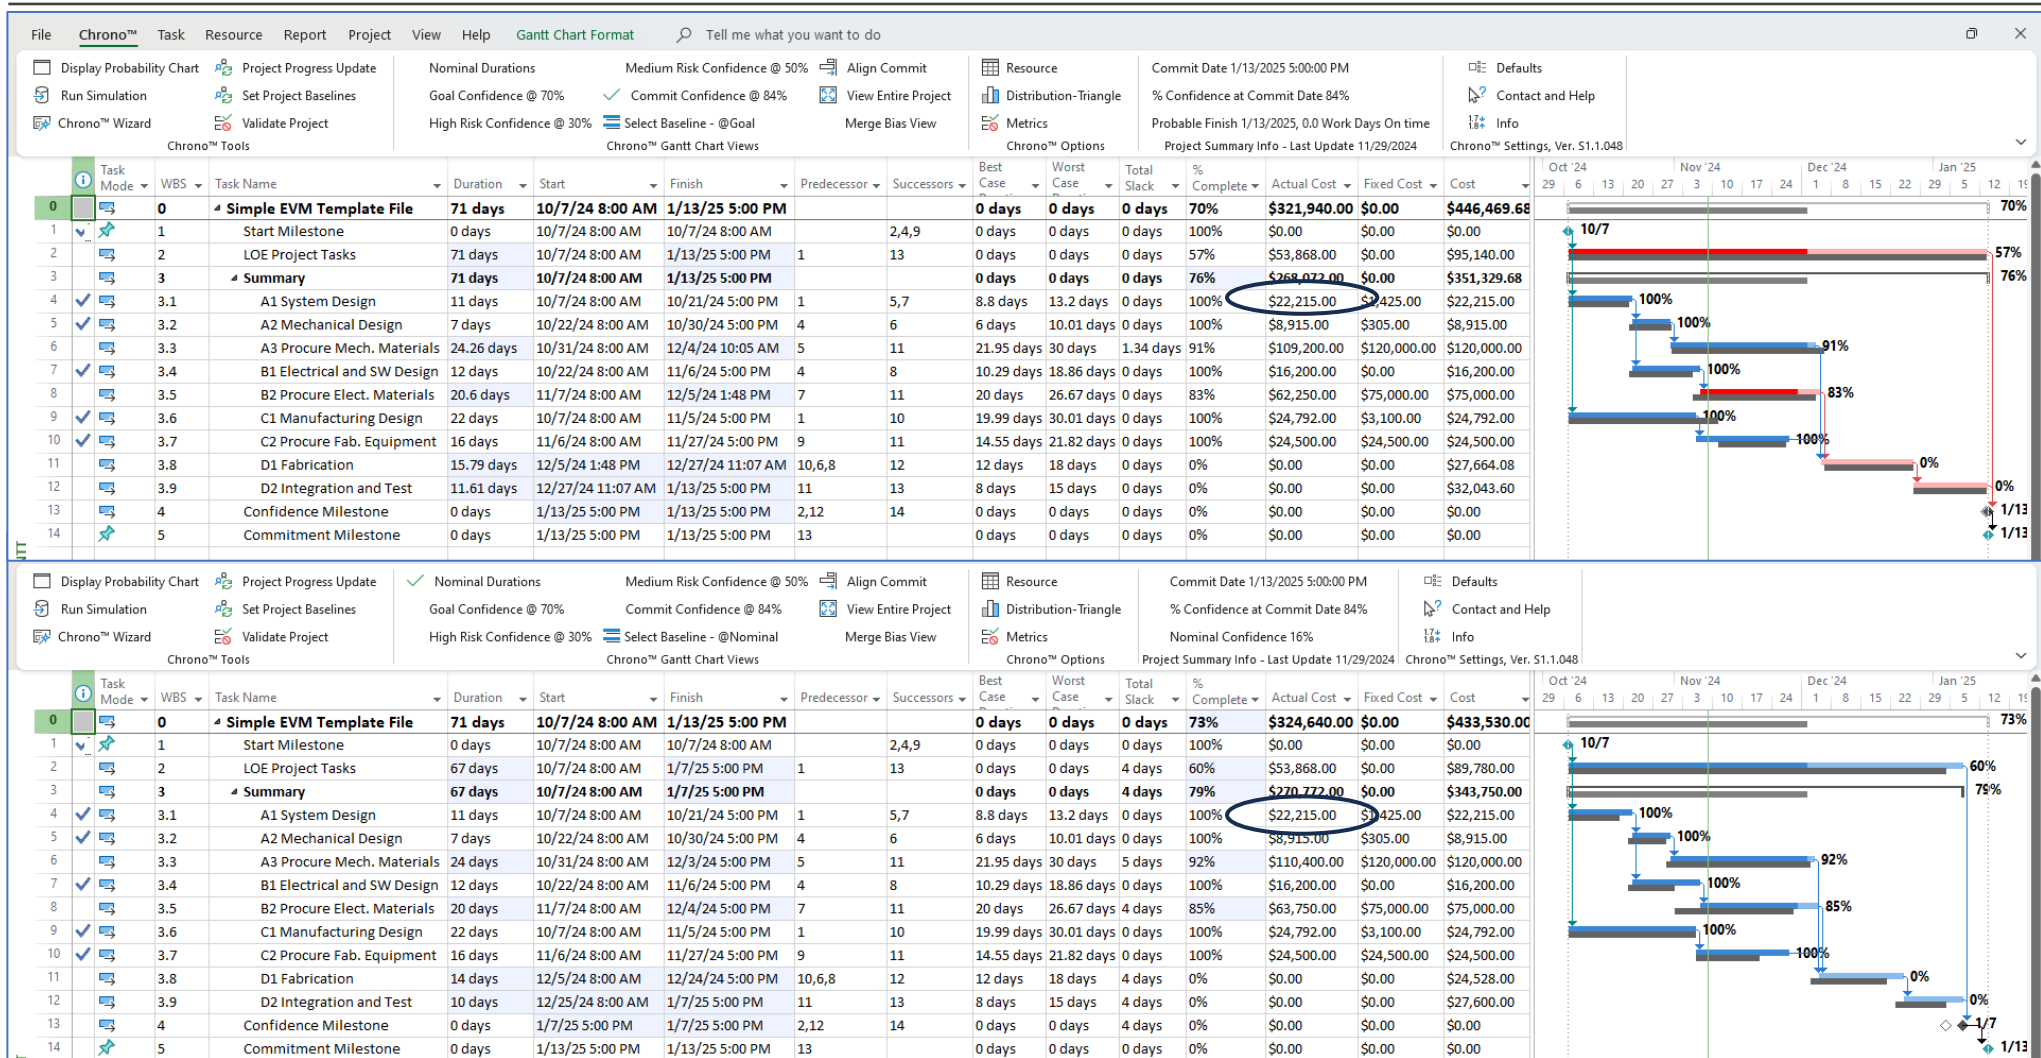 File Chrono™ Task Resource Report Project View Help Gantt Chart Format Tell me what you want to do
Display Probability Chart Project Progress Update Nominal Durations Medium Risk Confidence @ 50% Align Commit Resource Commit Date 1/13/2025 5:00:00 PM Defaults
Run Simulation Set Project Baselines Goal Confidence @ 70% Commit Confidence @ 84% View Entire Project Distribution-Triangle % Confidence at Commit Date 84% Contact and Help
Chrono™ Wizard Validate Project High Risk Confidence @ 30% Select Baseline - @Goal Merge Bias View Metrics Probable Finish 1/13/2025, 0.0 Work Days On time Info
Chrono™ Tools Chrono™ Gantt Chart Views Chrono™ Options Project Summary Info - Last Update 11/29/2024 Chrono™ Settings, Ver. S1.1.048
Task Best Worst Total % Oct '24 Nov '24 Dec '24 Jan '25
Mode WBS Task Name Duration Start Finish Predecessor Successors Case Case Slack Complete Actual Cost Fixed Cost Cost 29 6 13 20 27 3 10 17 24 1 8 15 22 29 5 12
0 0 Simple EVM Template File 71 days 10/7/24 8:00 AM 1/13/25 5:00 PM 0 days 0 days 0 days 70% $321,940.00 $0.00 $446,469.68 70%
1 1 Start Milestone 0 days 10/7/24 8:00 AM 10/7/24 8:00 AM 2,4,9 0 days 0 days 0 days 100% $0.00 $0.00 $0.00 10/7
2 2 LOE Project Tasks 71 days 10/7/24 8:00 AM 1/13/25 5:00 PM 1 13 0 days 0 days 0 days 57% $53,868.00 $0.00 $95,140.00 57%
3 3 Summary 71 days 10/7/24 8:00 AM 1/13/25 5:00 PM 0 days 0 days 0 days 76% $268,072.00 $0.00 $351,329.68 76%
4 3.1 A1 System Design 11 days 10/7/24 8:00 AM 10/21/24 5:00 PM 1 5,7 8.8 days 13.2 days 0 days 100% $22,215.00 $1,425.00 $22,215.00 100%
5 3.2 A2 Mechanical Design 7 days 10/22/24 8:00 AM 10/30/24 5:00 PM 4 6 6 days 10.01 days 0 days 100% $8,915.00 $305.00 $8,915.00 100%
6 3.3 A3 Procure Mech. Materials 24.26 days 10/31/24 8:00 AM 12/4/24 10:05 AM 5 11 21.95 days 30 days 1.34 days 91% $109,200.00 $120,000.00 $120,000.00 91%
7 3.4 B1 Electrical and SW Design 12 days 10/22/24 8:00 AM 11/6/24 5:00 PM 4 8 10.29 days 18.86 days 0 days 100% $16,200.00 $0.00 $16,200.00 100%
8 3.5 B2 Procure Elect. Materials 20.6 days 11/7/24 8:00 AM 12/5/24 1:48 PM 7 11 20 days 26.67 days 0 days 83% $62,250.00 $75,000.00 $75,000.00 83%
9 3.6 C1 Manufacturing Design 22 days 10/7/24 8:00 AM 11/5/24 5:00 PM 1 10 19.99 days 30.01 days 0 days 100% $24,792.00 $3,100.00 $24,792.00 100%
10 3.7 C2 Procure Fab. Equipment 16 days 11/6/24 8:00 AM 11/27/24 5:00 PM 9 11 14.55 days 21.82 days 0 days 100% $24,500.00 $24,500.00 $24,500.00 100%
11 3.8 D1 Fabrication 15.79 days 12/5/24 1:48 PM 12/27/24 11:07 AM 10,6,8 12 12 days 18 days 0 days 0% $0.00 $0.00 $27,664.08 0%
12 3.9 D2 Integration and Test 11.61 days 12/27/24 11:07 AM 1/13/25 5:00 PM 11 13 8 days 15 days 0 days 0% $0.00 $0.00 $32,043.60 0%
13 4 Confidence Milestone 0 days 1/13/25 5:00 PM 1/13/25 5:00 PM 2,12 14 0 days 0 days 0 days 0% $0.00 $0.00 $0.00 1/13
14 5 Commitment Milestone 0 days 1/13/25 5:00 PM 1/13/25 5:00 PM 13 0 days 0 days 0 days 0% $0.00 $0.00 $0.00 1/13
Display Probability Chart Project Progress Update Nominal Durations Medium Risk Confidence @ 50% Align Commit Resource Commit Date 1/13/2025 5:00:00 PM Defaults
Run Simulation Set Project Baselines Goal Confidence @ 70% Commit Confidence @ 84% View Entire Project Distribution-Triangle % Confidence at Commit Date 84% Contact and Help
Chrono™ Wizard Validate Project High Risk Confidence @ 30% Select Baseline - @Nominal Merge Bias View Metrics Nominal Confidence 16% Info
Chrono™ Tools Chrono™ Gantt Chart Views Chrono™ Options Project Summary Info - Last Update 11/29/2024 Chrono™ Settings, Ver. S1.1.048
Task Best Worst Total % Oct '24 Nov '24 Dec '24 Jan '25
Mode WBS Task Name Duration Start Finish Predecessor Successors Case Case Slack Complete Actual Cost Fixed Cost Cost 29 6 13 20 27 3 10 17 24 1 8 15 22 29 5 12
0 0 Simple EVM Template File 71 days 10/7/24 8:00 AM 1/13/25 5:00 PM 0 days 0 days 0 days 73% $324,640.00 $0.00 $433,530.00 73%
1 1 Start Milestone 0 days 10/7/24 8:00 AM 10/7/24 8:00 AM 2,4,9 0 days 0 days 0 days 100% $0.00 $0.00 $0.00 10/7
2 2 LOE Project Tasks 67 days 10/7/24 8:00 AM 1/7/25 5:00 PM 1 13 0 days 0 days 4 days 60% $53,868.00 $0.00 $89,780.00 60%
3 3 Summary 67 days 10/7/24 8:00 AM 1/7/25 5:00 PM 0 days 0 days 4 days 79% $270,772.00 $0.00 $343,750.00 79%
4 3.1 A1 System Design 11 days 10/7/24 8:00 AM 10/21/24 5:00 PM 1 5,7 8.8 days 13.2 days 0 days 100% $22,215.00 $1,425.00 $22,215.00 100%
5 3.2 A2 Mechanical Design 7 days 10/22/24 8:00 AM 10/30/24 5:00 PM 4 6 6 days 10.01 days 0 days 100% $8,915.00 $305.00 $8,915.00 100%
6 3.3 A3 Procure Mech. Materials 24 days 10/31/24 8:00 AM 12/3/24 5:00 PM 5 11 21.95 days 30 days 5 days 92% $110,400.00 $120,000.00 $120,000.00 92%
7 3.4 B1 Electrical and SW Design 12 days 10/22/24 8:00 AM 11/6/24 5:00 PM 4 8 10.29 days 18.86 days 0 days 100% $16,200.00 $0.00 $16,200.00 100%
8 3.5 B2 Procure Elect. Materials 20 days 11/7/24 8:00 AM 12/4/24 5:00 PM 7 11 20 days 26.67 days 4 days 85% $63,750.00 $75,000.00 $75,000.00 85%
9 3.6 C1 Manufacturing Design 22 days 10/7/24 8:00 AM 11/5/24 5:00 PM 1 10 19.99 days 30.01 days 0 days 100% $24,792.00 $3,100.00 $24,792.00 100%
10 3.7 C2 Procure Fab. Equipment 16 days 11/6/24 8:00 AM 11/27/24 5:00 PM 9 11 14.55 days 21.82 days 0 days 100% $24,500.00 $24,500.00 $24,500.00 100%
11 3.8 D1 Fabrication 14 days 12/5/24 8:00 AM 12/24/24 5:00 PM 10,6,8 12 12 days 18 days 4 days 0% $0.00 $0.00 $24,528.00 0%
12 3.9 D2 Integration and Test 10 days 12/25/24 8:00 AM 1/7/25 5:00 PM 11 13 8 days 15 days 4 days 0% $0.00 $0.00 $27,600.00 0%
13 4 Confidence Milestone 0 days 1/7/25 5:00 PM 1/7/25 5:00 PM 2,12 14 0 days 0 days 4 days 0% $0.00 $0.00 $0.00 1/7
14 5 Commitment Milestone 0 days 1/13/25 5:00 PM 1/13/25 5:00 PM 13 0 days 0 days 0 days 0% $0.00 $0.00 $0.00 1/13